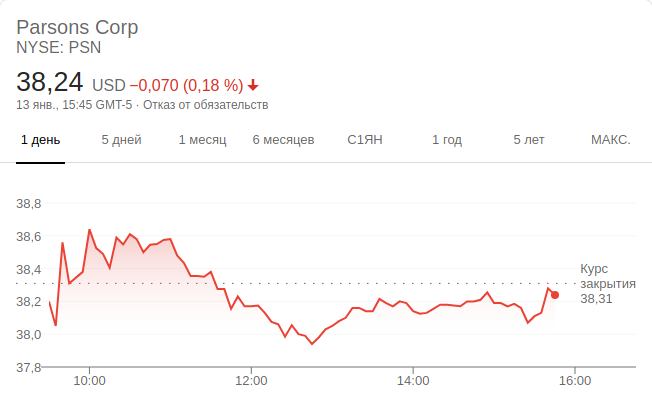 Parsons Corp
NYSE: PSN
38,24 USD −0,070 (0,18 %)
13 янв., 15:45 GMT-5 · Отказ от обязательств
1 день 5 дней 1 месяц 6 месяцев С1ЯН 1 год 5 лет МАКС.
38,8
38,6
38,4
38,2
38,0
37,8
Курс
закрытия
38,31
10:00 12:00 14:00 16:00